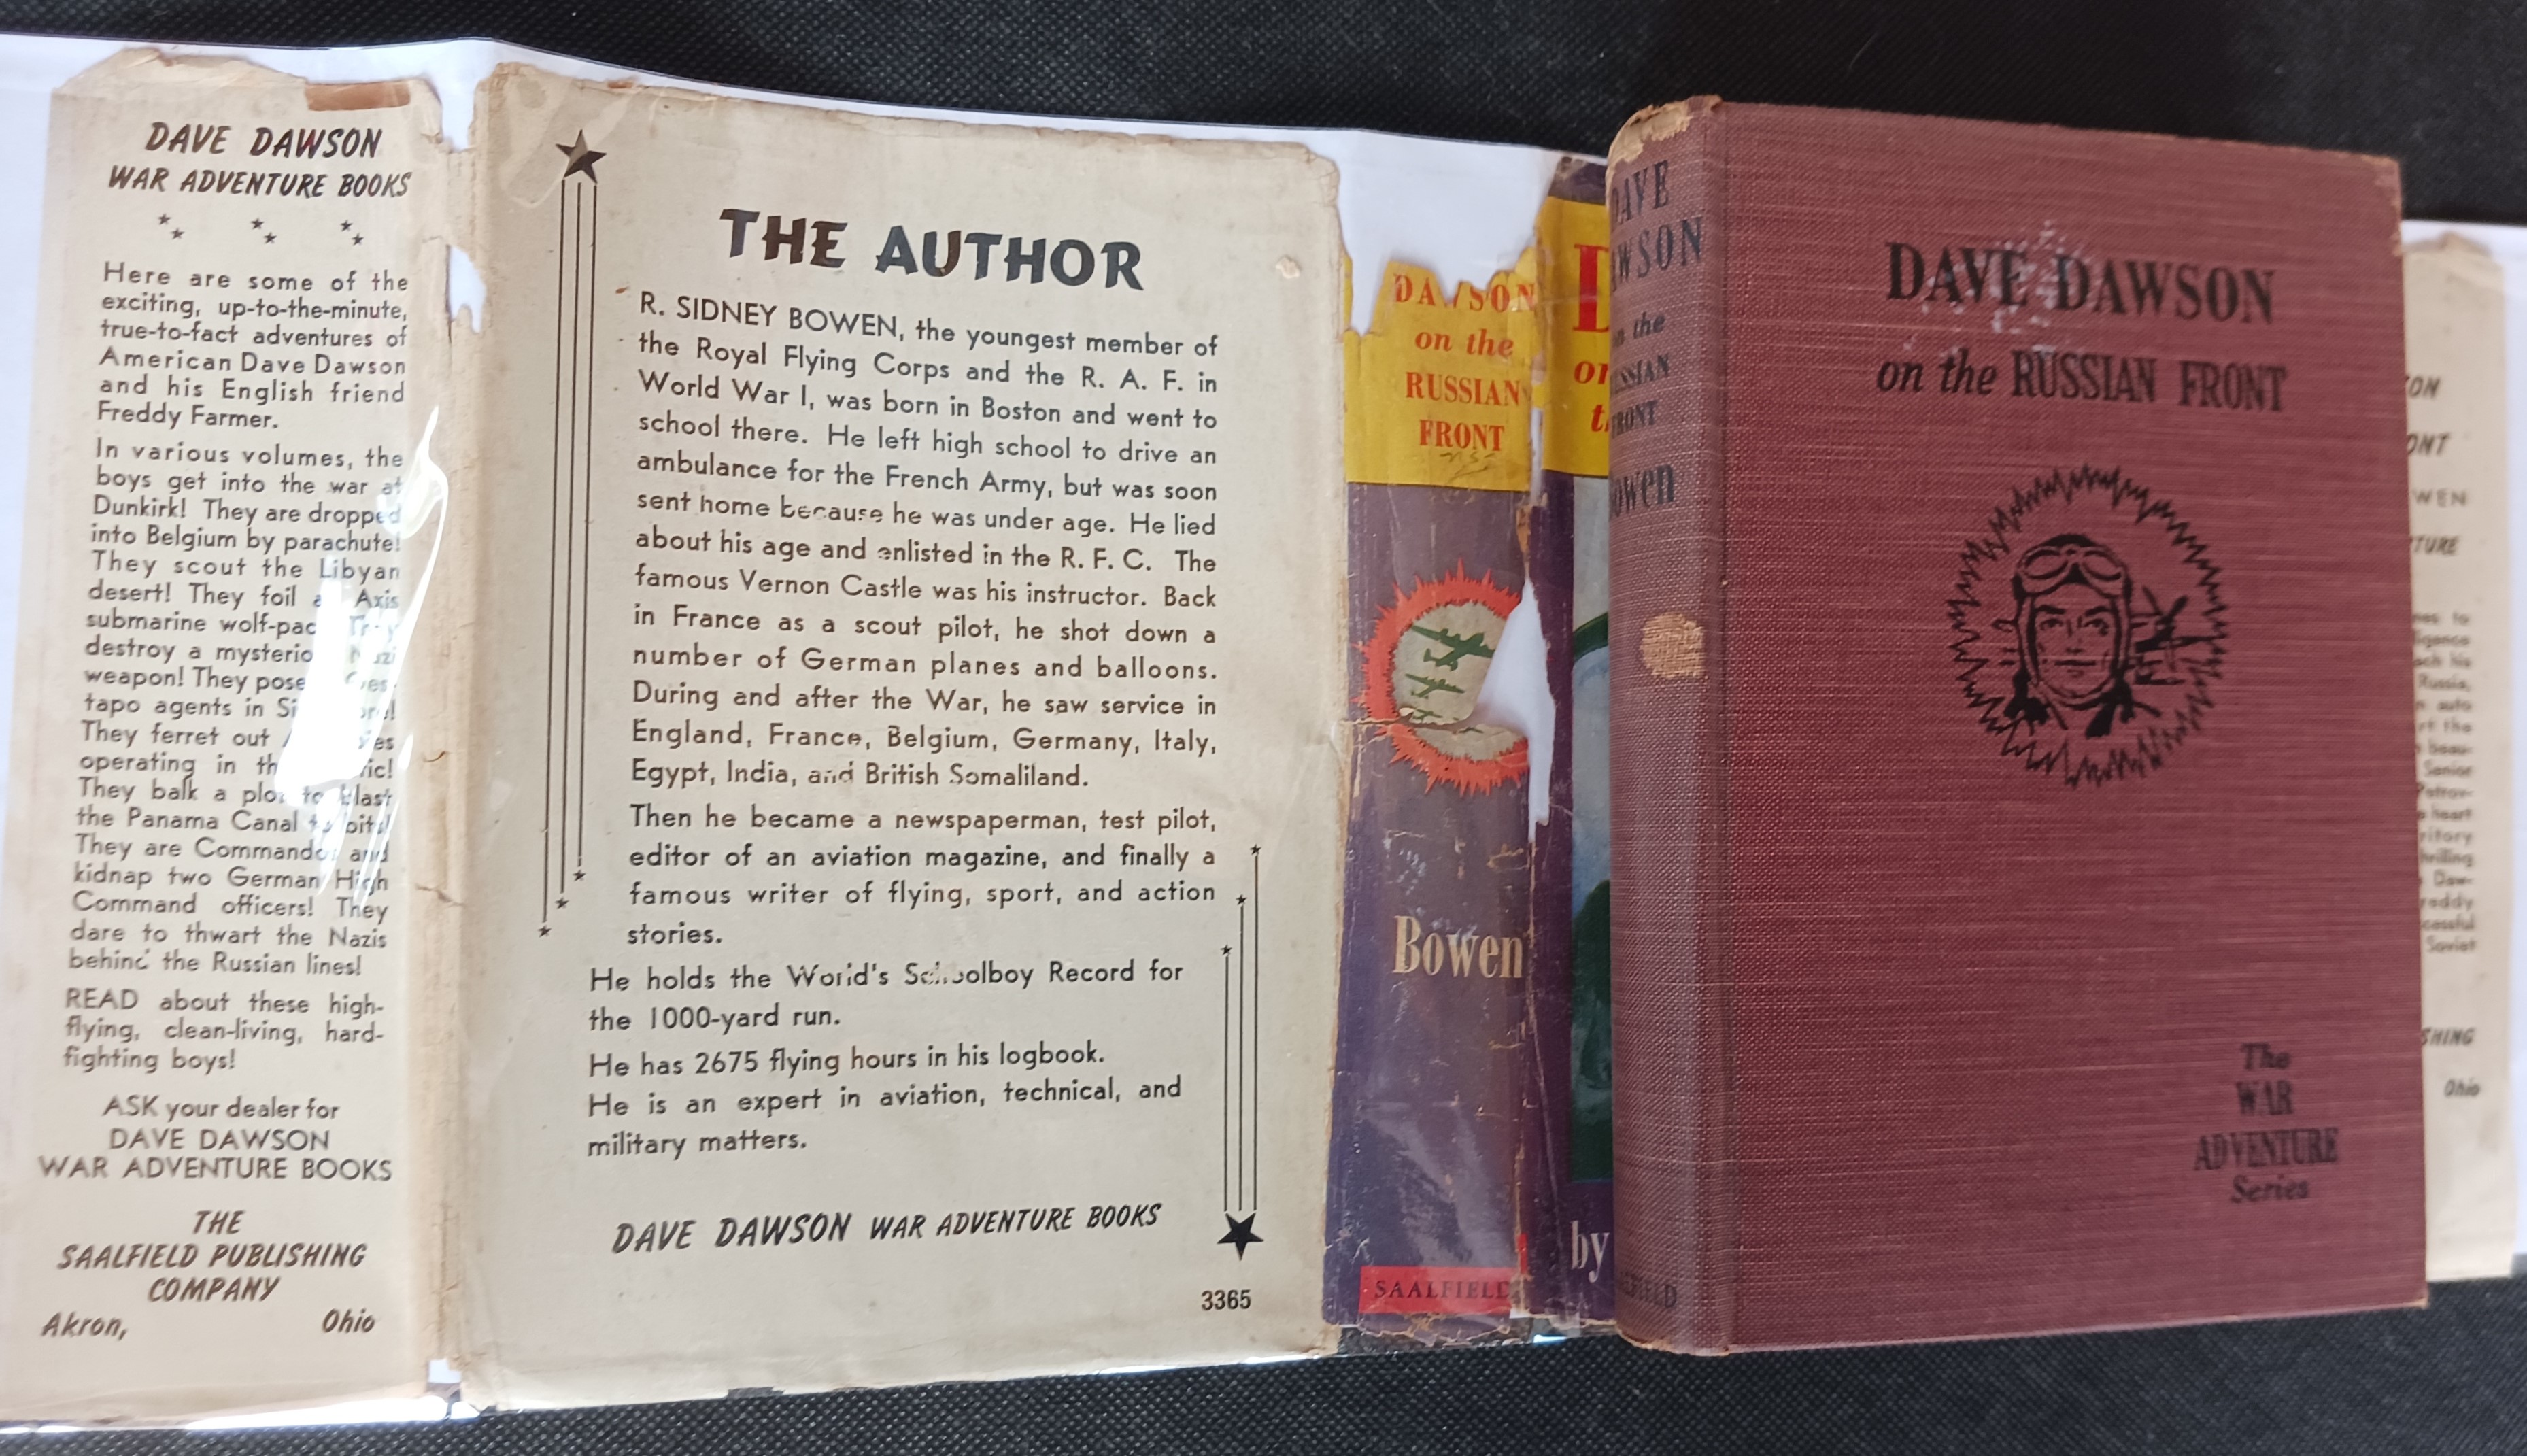 DAVE DAWSON
WAR ADVENTURE BOOKS
Here are some of the
exciting, up-to-the-minute,
true-to-fact adventures of
American Dave Dawson
and his English friend
Freddy Farmer.
In various volumes, the
boys get into the war at
Dunkirk! They are dropped
into Belgium by parachute!
They scout the Libyan
desert! They foil Axis
submarine
destroy a
weapon! They pose
tapo agents in
They ferret out
operating in
They balk a plot to blast
the Panama Canal to bits!
They are Commandos and
kidnap two German High
Command officers! They
dare to thwart the Nazis
behind the Russian lines!
READ about these high-
flying, clean-living, hard-
fighting boys!
ASK your dealer for
DAVE DAWSON
WAR ADVENTURE BOOKS
THE
SAALFIELD PUBLISHING
COMPANY
Akron, Ohio
THE AUTHOR
R. SIDNEY BOWEN, the youngest member of
the Royal Flying Corps and the R. A. F. in
World War I, was born in Boston and went to
school there. He left high school to drive an
ambulance for the French Army, but was soon
sent home because he was under age. He lied
about his age and enlisted in the R. F. C. The
famous Vernon Castle was his instructor. Back
in France as a scout pilot, he shot down a
number of German planes and balloons.
During and after the War, he saw service in
England, France, Belgium, Germany, Italy,
Egypt, India, and British Somaliland.
Then he became a newspaperman, test pilot,
editor of an aviation magazine, and finally a
famous writer of flying, sport, and action
stories.
He holds the World's Schoolboy Record for
the 1000-yard run.
He has 2675 flying hours in his logbook.
He is an expert in aviation, technical, and
military matters.
DAVE DAWSON WAR ADVENTURE BOOKS
3365
DAWSON
on the
RUSSIAN
FRONT
Bowen
SAALFIELD
by
DAVE
DAWSON
the
RUSSIAN
FRONT
Bowen
DAVE DAWSON
on the RUSSIAN FRONT
The
WAR
ADVENTURE
Series
Russia,
Soviet
Ohio